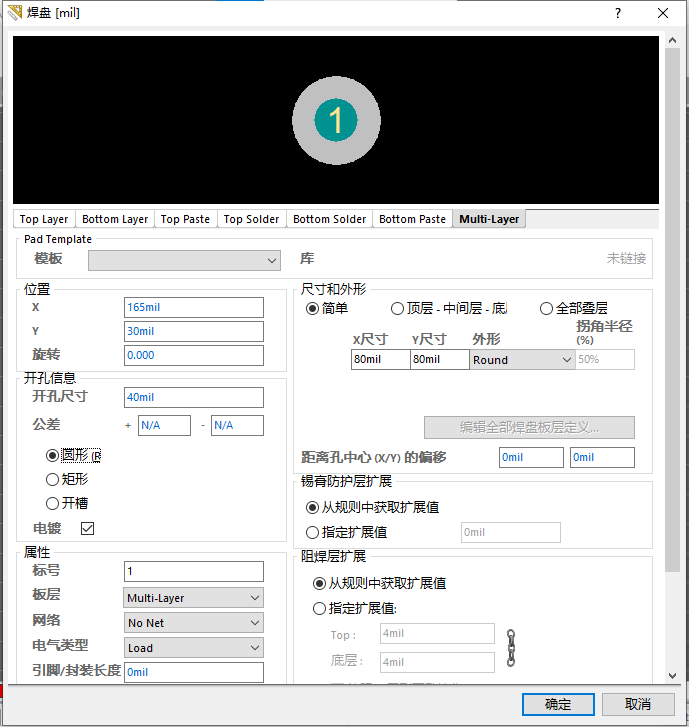 焊盘 [mil]
?
1
Top Layer Bottom Layer Top Paste Top Solder Bottom Solder Bottom Paste Multi-Layer
Pad Template
模板 库 未链接
位置
X 165mil
Y 30mil
旋转 0.000
开孔信息
开孔尺寸 40mil
公差 + N/A - N/A
圆形 (R
矩形
开槽
电镀
属性
标号 1
板层 Multi-Layer
网络 No Net
电气类型 Load
引脚/封装长度 0mil
尺寸和外形
简单 顶层 - 中间层 - 底 全部叠层
X尺寸 Y尺寸 外形 拐角半径
(%)
80mil 80mil Round 50%
编辑全部焊盘板层定义...
距离孔中心 (X/Y) 的偏移 0mil 0mil
锡膏防护层扩展
从规则中获取扩展值
指定扩展值 0mil
阻焊层扩展
从规则中获取扩展值
指定扩展值:
Top : 4mil
底层 : 4mil
确定 取消